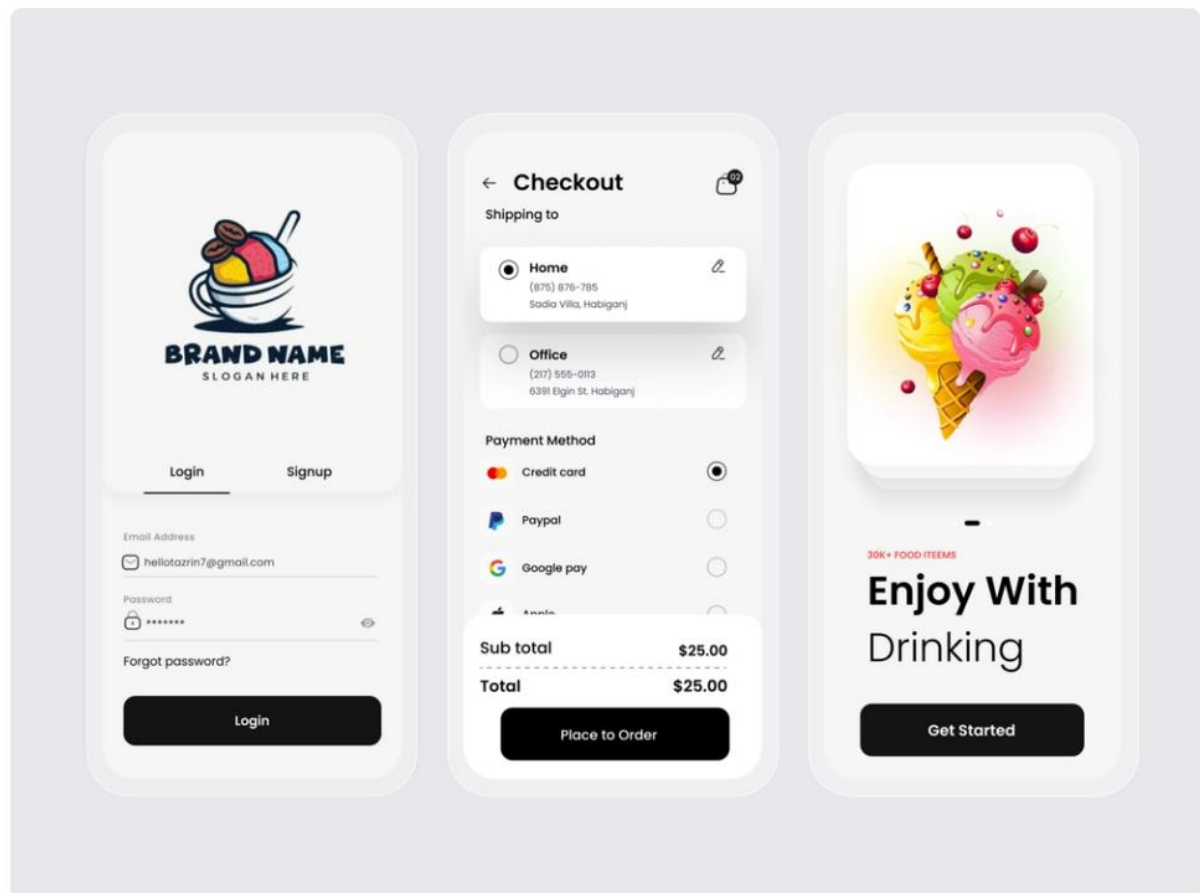 BRAND NAME
SLOGAN HERE
Login Signup
Email Address
hellotazrin7@gmail.com
Password
*******
Forgot password?
Login
Checkout
02
Shipping to
Home
(875) 876-785
Sadia Villa, Habiganj
Office
(217) 555-0113
6391 Elgin St. Habiganj
Payment Method
Credit card
Paypal
Google pay
Apple
Sub total $25.00
Total $25.00
Place to Order
30K+ FOOD ITEEMS
Enjoy With
Drinking
Get Started